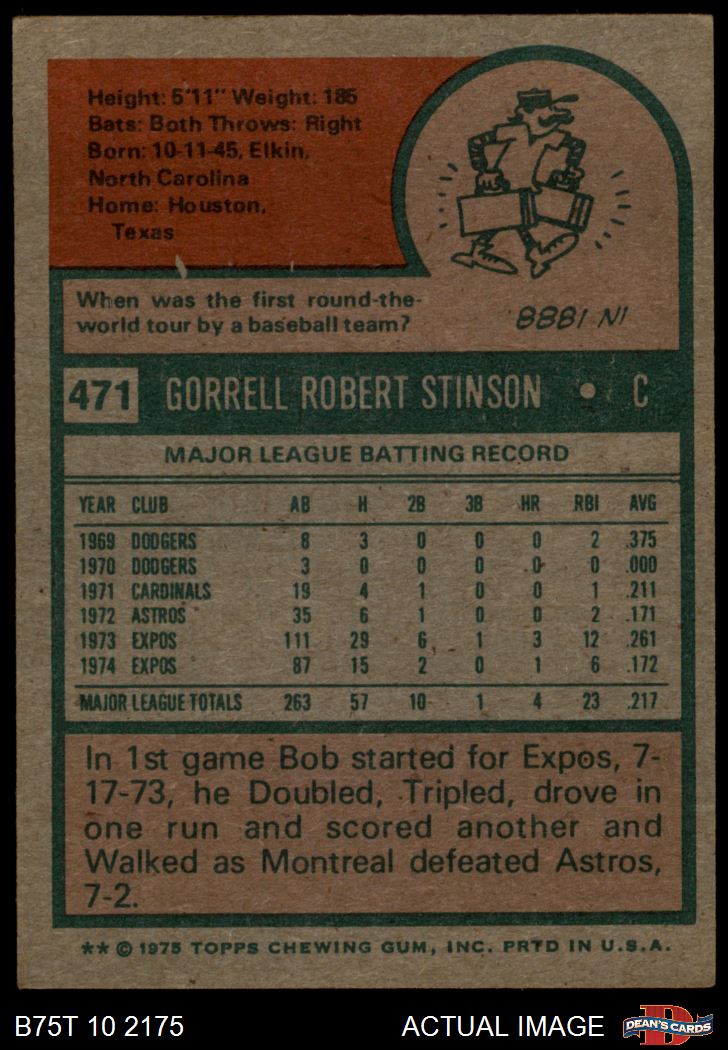 Height: 5'11" Weight: 185
Bats: Both Throws: Right
Born: 10-11-45, Elkin,
North Carolina
Home: Houston,
Texas
When was the first round-the-
world tour by a baseball team?
IN 1888.
471 GORRELL ROBERT STINSON • C
MAJOR LEAGUE BATTING RECORD
YEAR CLUB AB H 2B 3B HR RBI AVG
1969 DODGERS 8 3 0 0 0 2 .375
1970 DODGERS 3 0 0 0 0 0 .000
1971 CARDINALS 19 4 1 0 0 1 .211
1972 ASTROS 35 6 1 0 0 2 .171
1973 EXPOS 111 29 6 1 3 12 .261
1974 EXPOS 87 15 2 0 1 6 .172
MAJOR LEAGUE TOTALS 263 57 10 1 4 23 .217
In 1st game Bob started for Expos, 7-
17-73, he Doubled, Tripled, drove in
one run and scored another and
Walked as Montreal defeated Astros,
7-2.
** © 1975 TOPPS CHEWING GUM, INC. PRTD IN U.S.A.
B75T 10 2175 ACTUAL IMAGE D DEAN'S CARDS